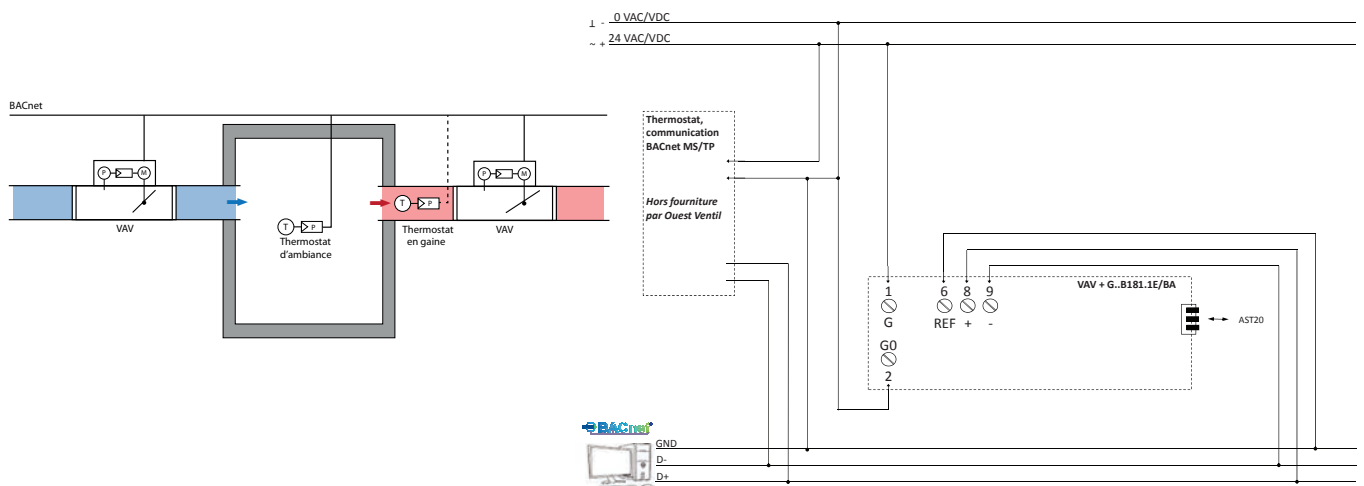 BACnet
P
M
VAV
T
P
Thermostat
d'ambiance
T
P
Thermostat
en gaine
P
M
VAV
⊥ - 0 VAC/VDC
~ + 24 VAC/VDC
Thermostat,
communication
BACnet MS/TP
Hors fourniture
par Ouest Ventil
VAV + G..B181.1E/BA
1 6 8 9
G REF + -
G0
2
AST20
BACnet
GND
D-
D+